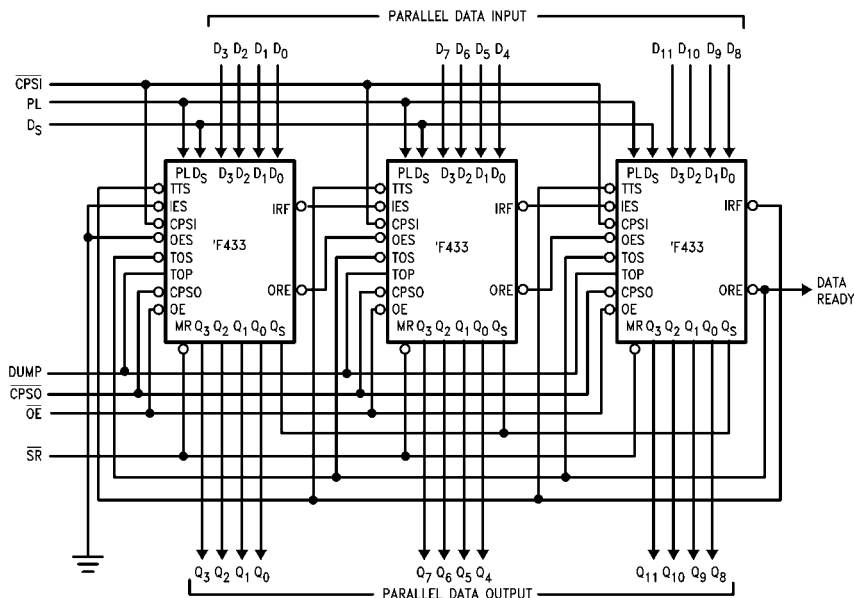 PARALLEL DATA INPUT
D3 D2 D1 D0 D7 D6 D5 D4 D11 D10 D9 D8
CPSI
PL
DS
PL DS D3 D2 D1 D0
TTS
IES
CPSI
OES
TOS
TOP
CPSO
OE
IRF
'F433
ORE
MR Q3 Q2 Q1 Q0 QS
PL DS D3 D2 D1 D0
TTS
IES
CPSI
OES
TOS
TOP
CPSO
OE
IRF
'F433
ORE
MR Q3 Q2 Q1 Q0 QS
PL DS D3 D2 D1 D0
TTS
IES
CPSI
OES
TOS
TOP
CPSO
OE
IRF
'F433
ORE
MR Q3 Q2 Q1 Q0 QS
DATA
READY
DUMP
CPSO
OE
SR
Q3 Q2 Q1 Q0 Q7 Q6 Q5 Q4 Q11 Q10 Q9 Q8
PARALLEL DATA OUTPUT